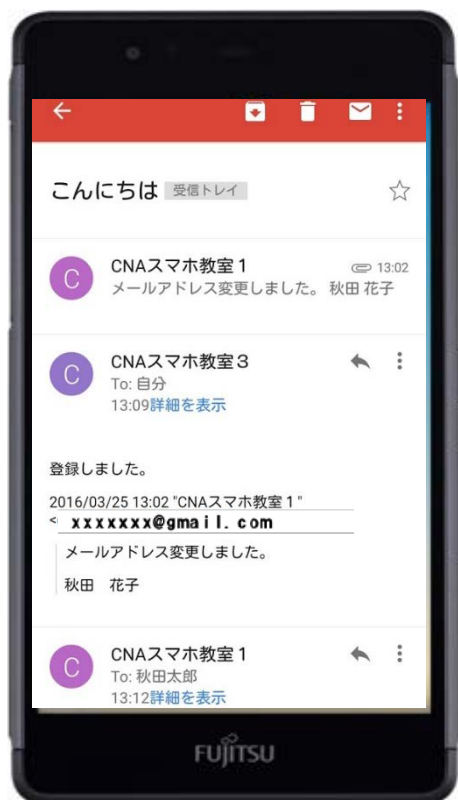 こんにちは 受信トレイ
CNAスマホ教室1 13:02
メールアドレス変更しました。 秋田 花子
CNAスマホ教室3
To: 自分
13:09詳細を表示
登録しました。
2016/03/25 13:02 "CNAスマホ教室1"
< xxxxxxx@gmail.com
メールアドレス変更しました。
秋田 花子
CNAスマホ教室1
To: 秋田太郎
13:12詳細を表示
FUJITSU